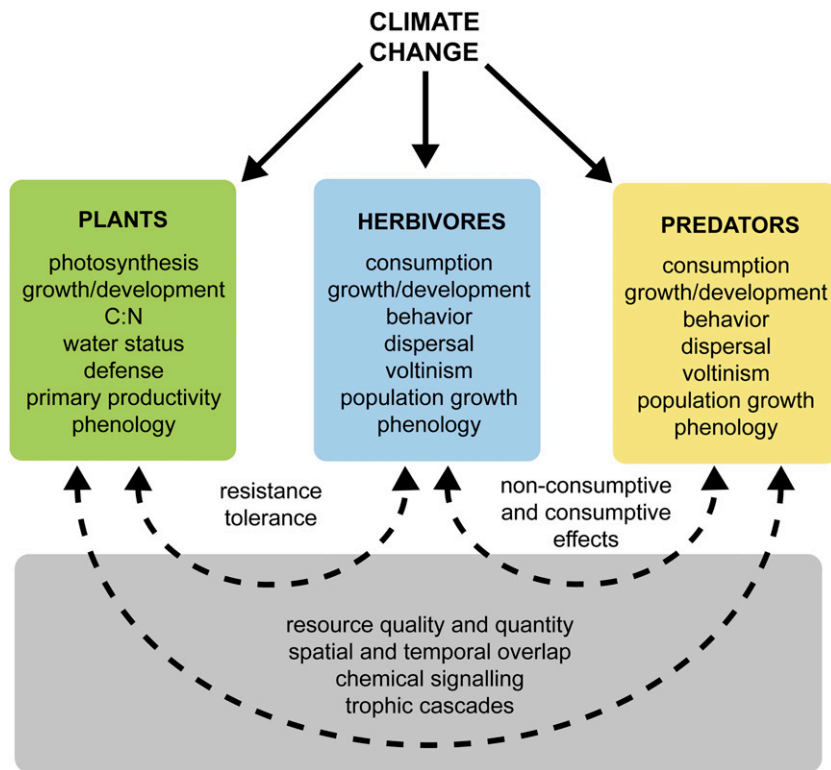 CLIMATE
CHANGE
PLANTS
photosynthesis
growth/development
C:N
water status
defense
primary productivity
phenology
HERBIVORES
consumption
growth/development
behavior
dispersal
voltinism
population growth
phenology
PREDATORS
consumption
growth/development
behavior
dispersal
voltinism
population growth
phenology
resistance
tolerance
non-consumptive
and consumptive
effects
resource quality and quantity
spatial and temporal overlap
chemical signalling
trophic cascades